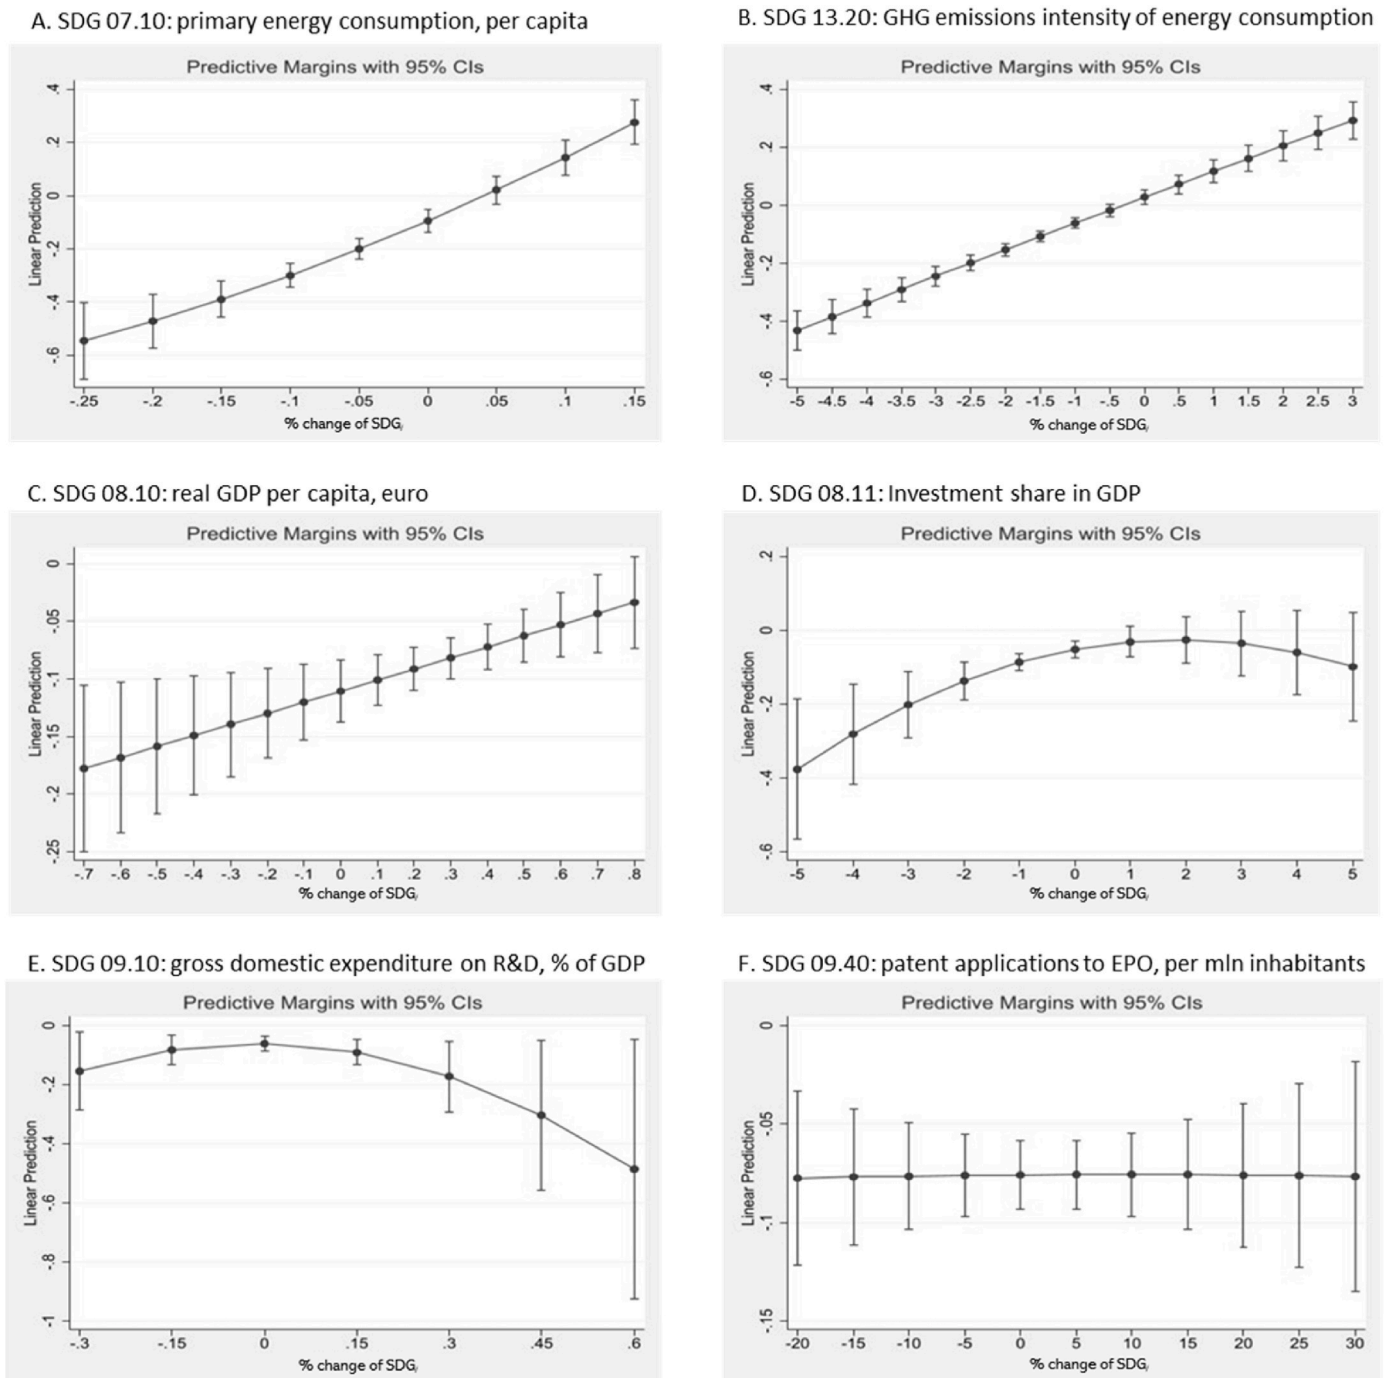 A. SDG 07.10: primary energy consumption, per capita
Predictive Margins with 95% CIs
Linear Prediction
.4
.2
0
-.2
-.4
-.6
-.25 -.2 -.15 -.1 -.05 0 .05 .1 .15
% change of SDGi
B. SDG 13.20: GHG emissions intensity of energy consumption
Predictive Margins with 95% CIs
Linear Prediction
.4
.2
0
-.2
-.4
-.6
-5 -4.5 -4 -3.5 -3 -2.5 -2 -1.5 -1 -.5 0 .5 1 1.5 2 2.5 3
% change of SDGi
C. SDG 08.10: real GDP per capita, euro
Predictive Margins with 95% CIs
Linear Prediction
0
-.05
-.1
-.15
-.2
-.25
-.7 -.6 -.5 -.4 -.3 -.2 -.1 0 .1 .2 .3 .4 .5 .6 .7 .8
% change of SDGi
D. SDG 08.11: Investment share in GDP
Predictive Margins with 95% CIs
Linear Prediction
.2
0
-.2
-.4
-.6
-5 -4 -3 -2 -1 0 1 2 3 4 5
% change of SDGi
E. SDG 09.10: gross domestic expenditure on R&D, % of GDP
Predictive Margins with 95% CIs
Linear Prediction
0
-.2
-.4
-.6
-.8
-1
-.3 -.15 0 .15 .3 .45 .6
% change of SDGi
F. SDG 09.40: patent applications to EPO, per mln inhabitants
Predictive Margins with 95% CIs
Linear Prediction
0
-.05
-.1
-.15
-20 -15 -10 -5 0 5 10 15 20 25 30
% change of SDGi